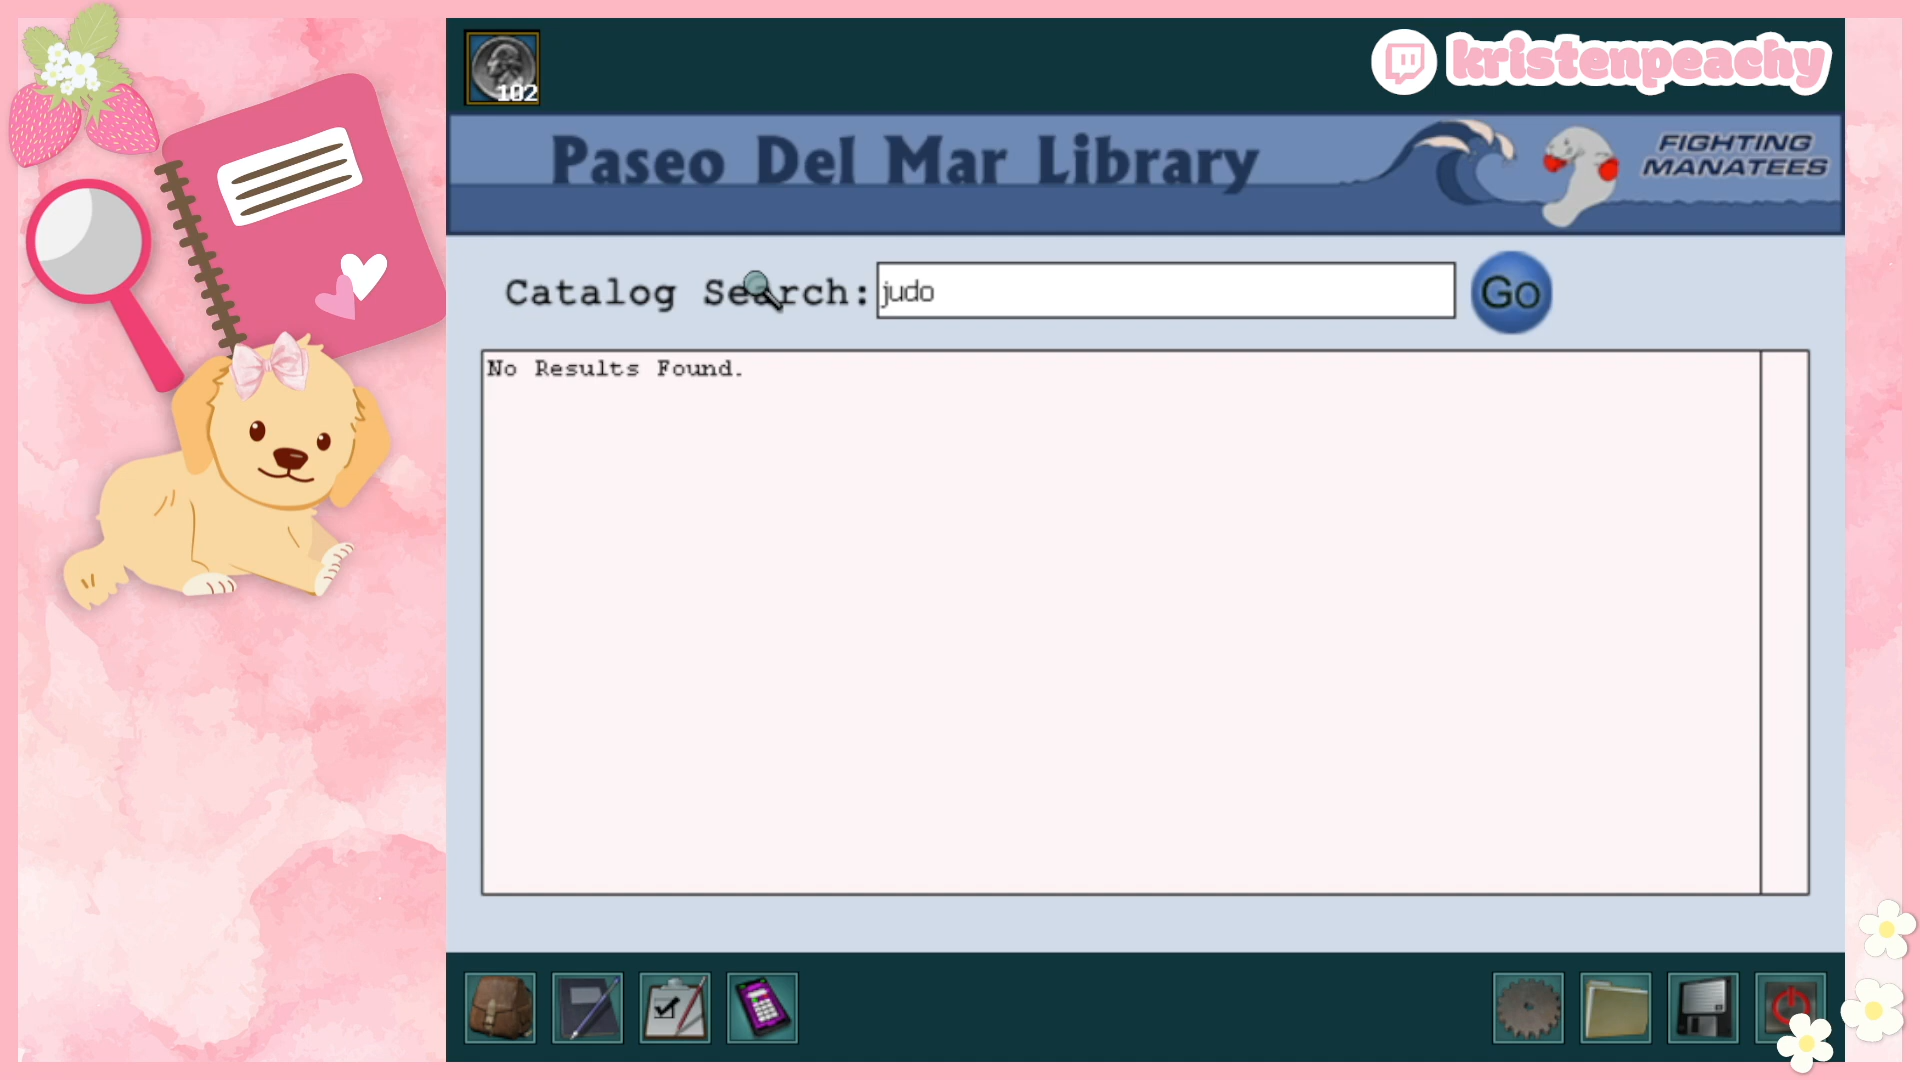 102
kristenpeachy
Paseo Del Mar Library
FIGHTING
MANATEES
Catalog Search:
judo
Go
No Results Found.